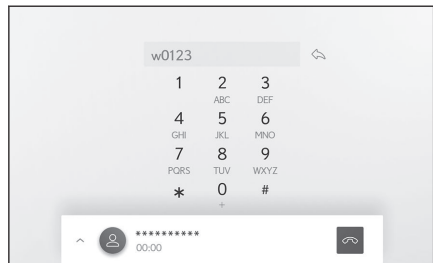 w0123
1 2 3
ABC DEF
4 5 6
GHI JKL MNO
7 8 9
PQRS TUV WXYZ
* 0 #
+
**********
00:00